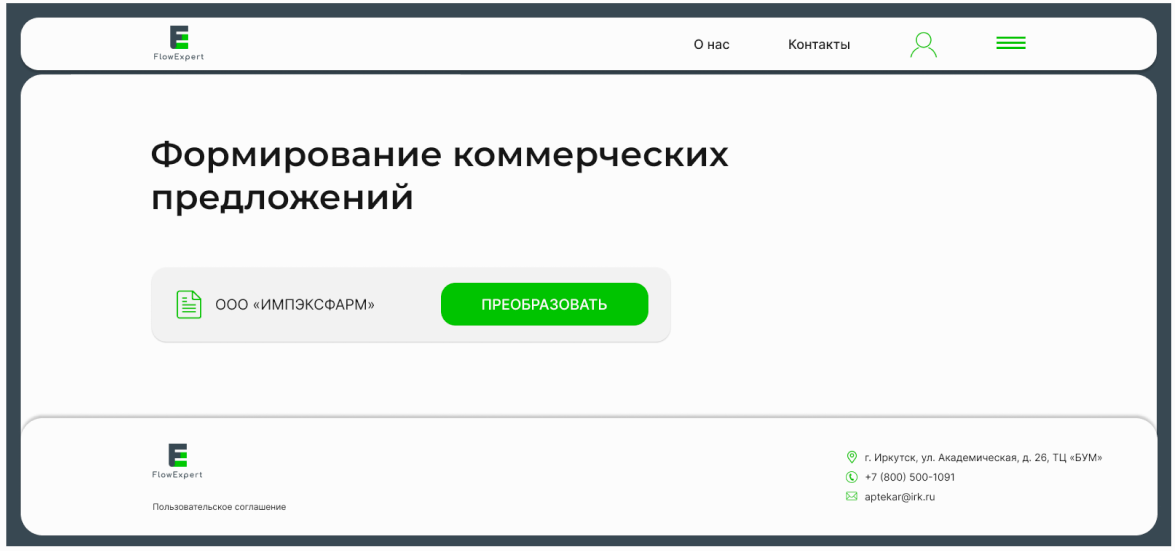 FlowExpert
О нас
Контакты
Формирование коммерческих
предложений
ООО «ИМПЭКСФАРМ»
ПРЕОБРАЗОВАТЬ
FlowExpert
Пользовательское соглашение
г. Иркутск, ул. Академическая, д. 26, ТЦ «БУМ»
+7 (800) 500-1091
aptekar@irk.ru